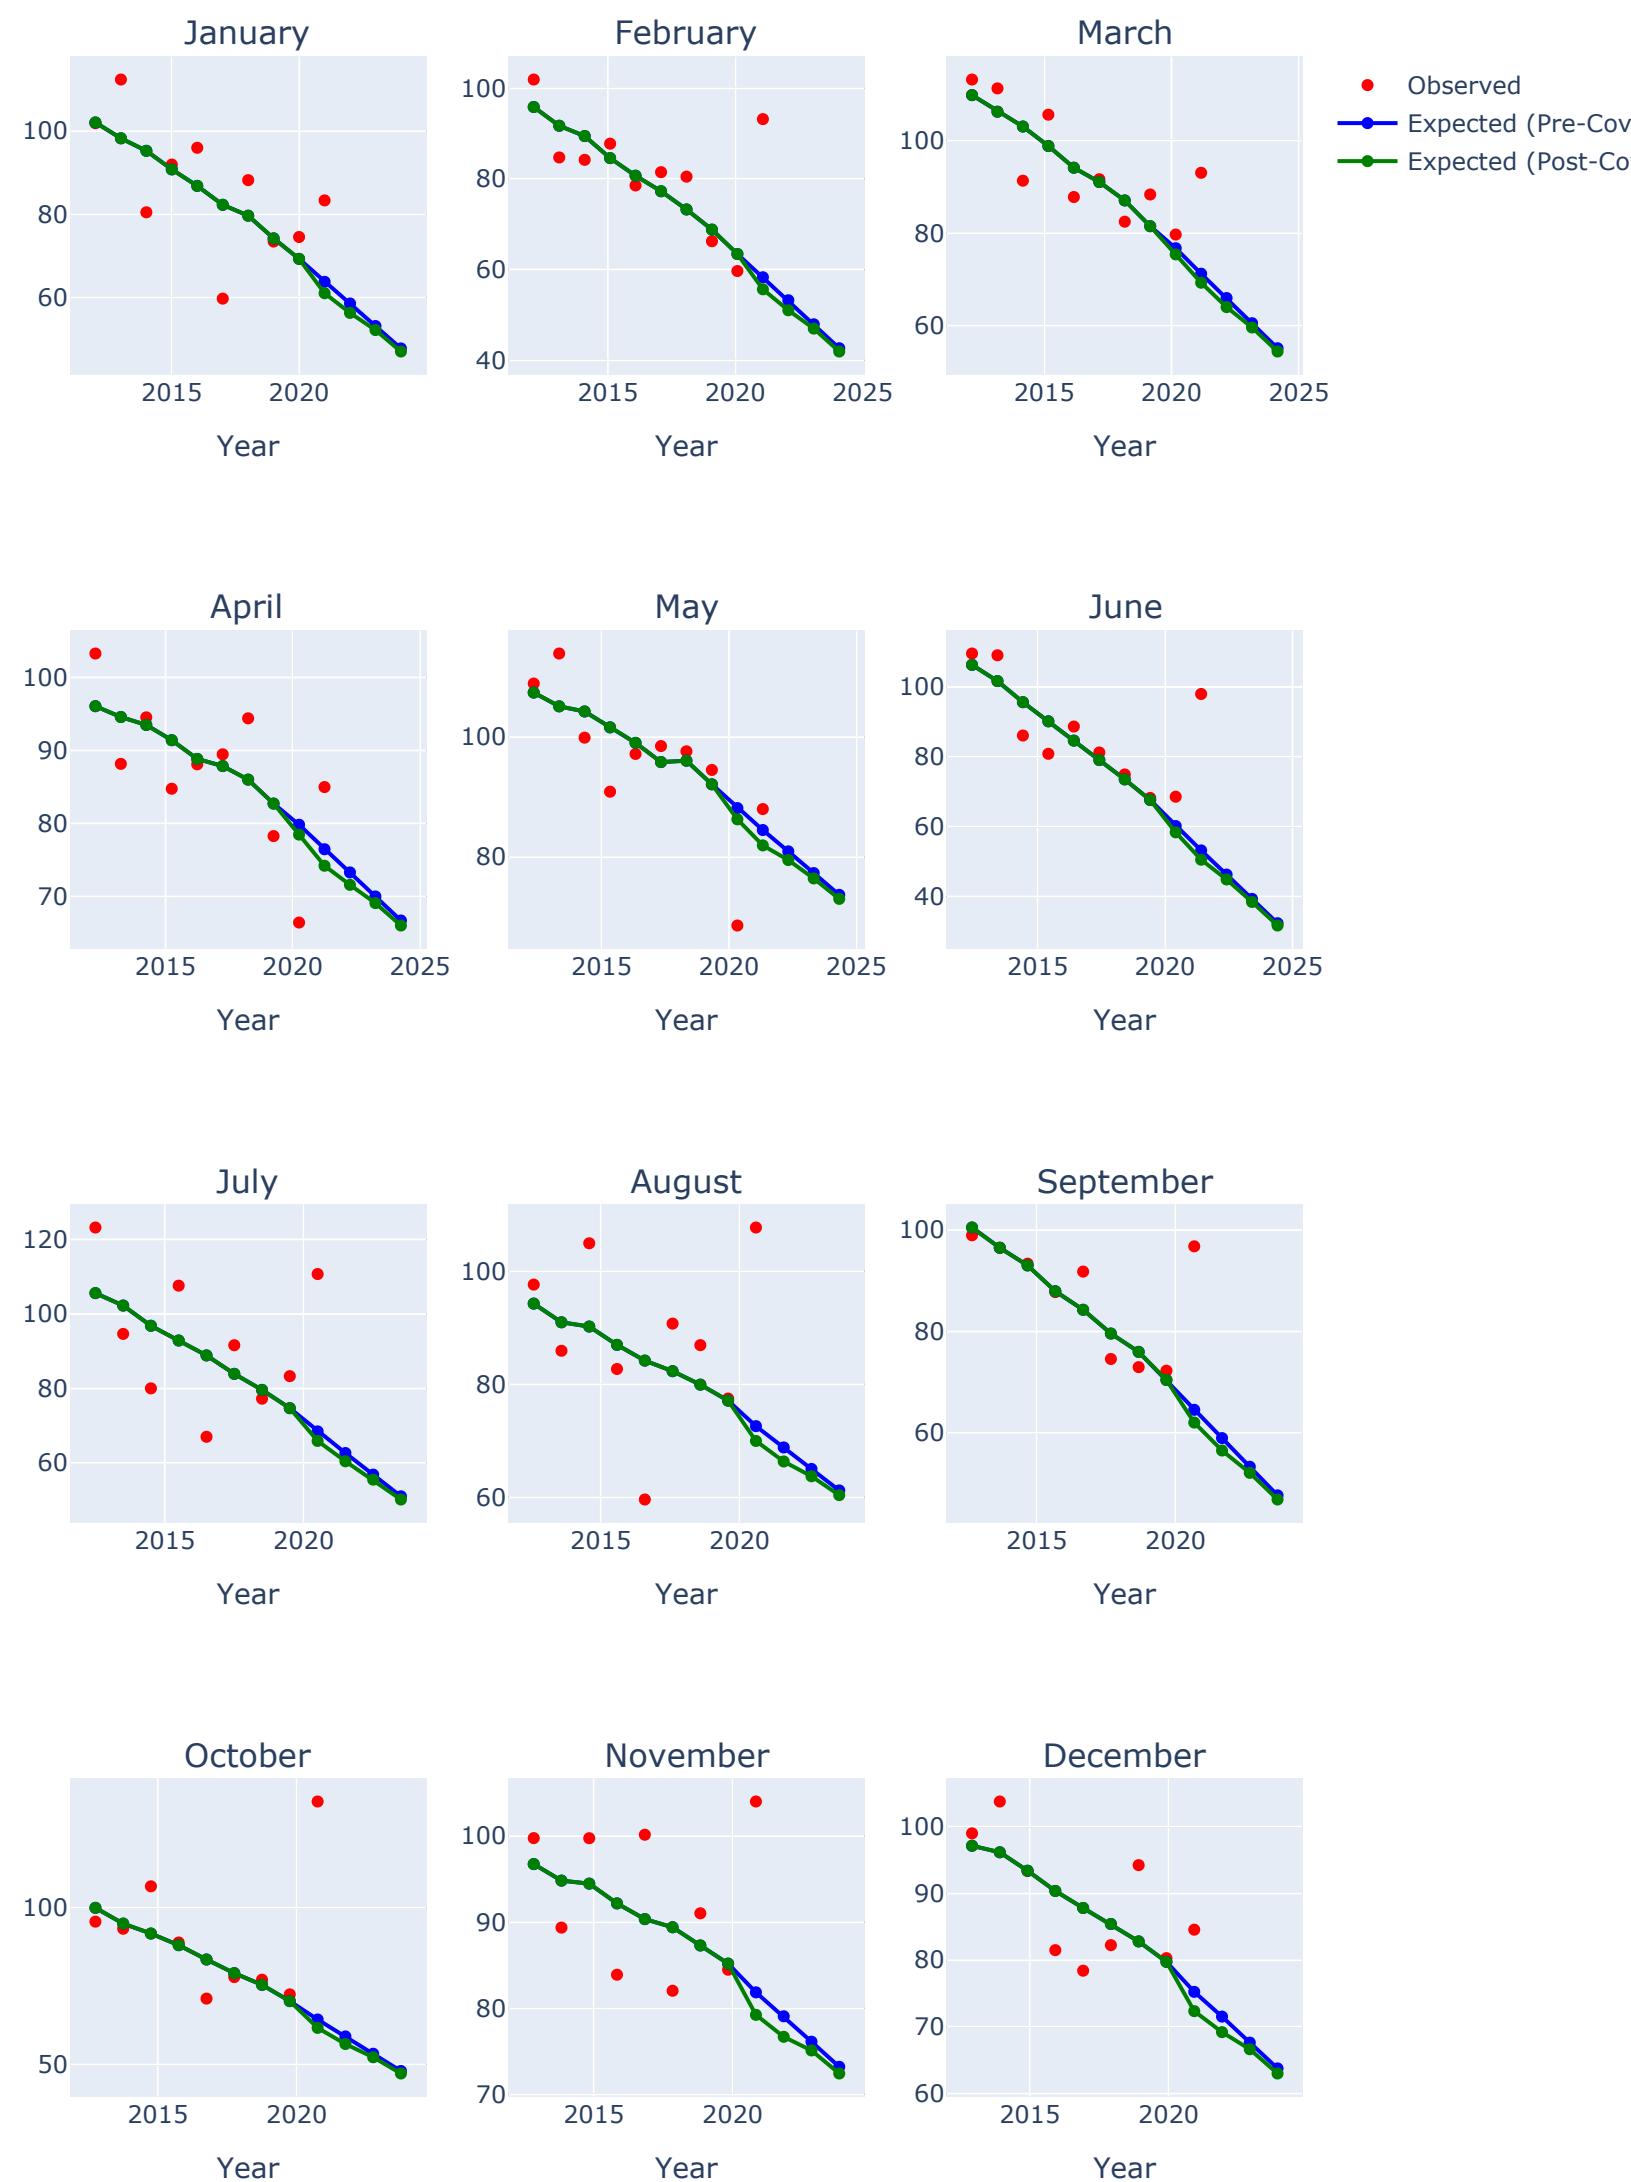 January
February
March
100
80
60
2015
2020
Year
100
80
60
40
2015
2020
2025
Year
100
80
60
2015
2020
2025
Year
Observed
Expected (Pre-Cov
Expected (Post-Co
April
May
June
100
90
80
70
2015
2020
2025
Year
100
80
2015
2020
2025
Year
100
80
60
40
2015
2020
2025
Year
July
August
September
120
100
80
60
2015
2020
Year
100
80
60
2015
2020
Year
100
80
60
2015
2020
Year
October
November
December
100
50
2015
2020
Year
100
90
80
70
2015
2020
Year
100
90
80
70
60
2015
2020
Year